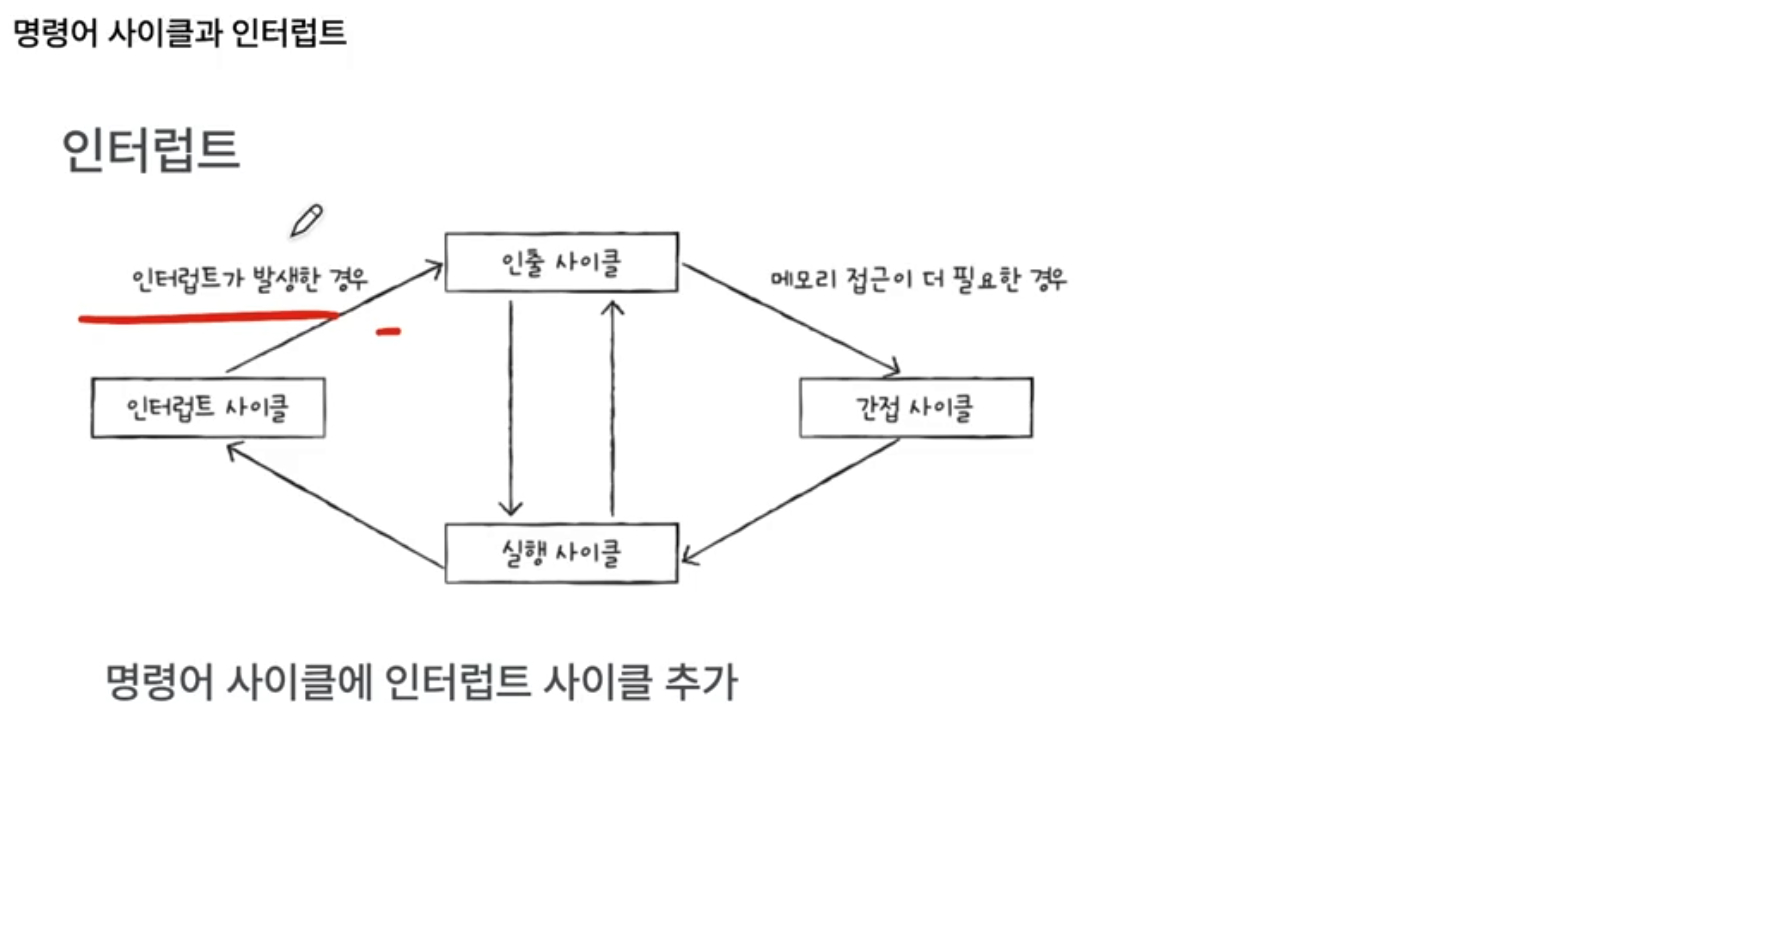 명령어 사이클과 인터럽트
인터럽트
인출 사이클
인터럽트가 발생한 경우
메모리 접근이 더 필요한 경우
인터럽트 사이클
간접 사이클
실행 사이클
명령어 사이클에 인터럽트 사이클 추가